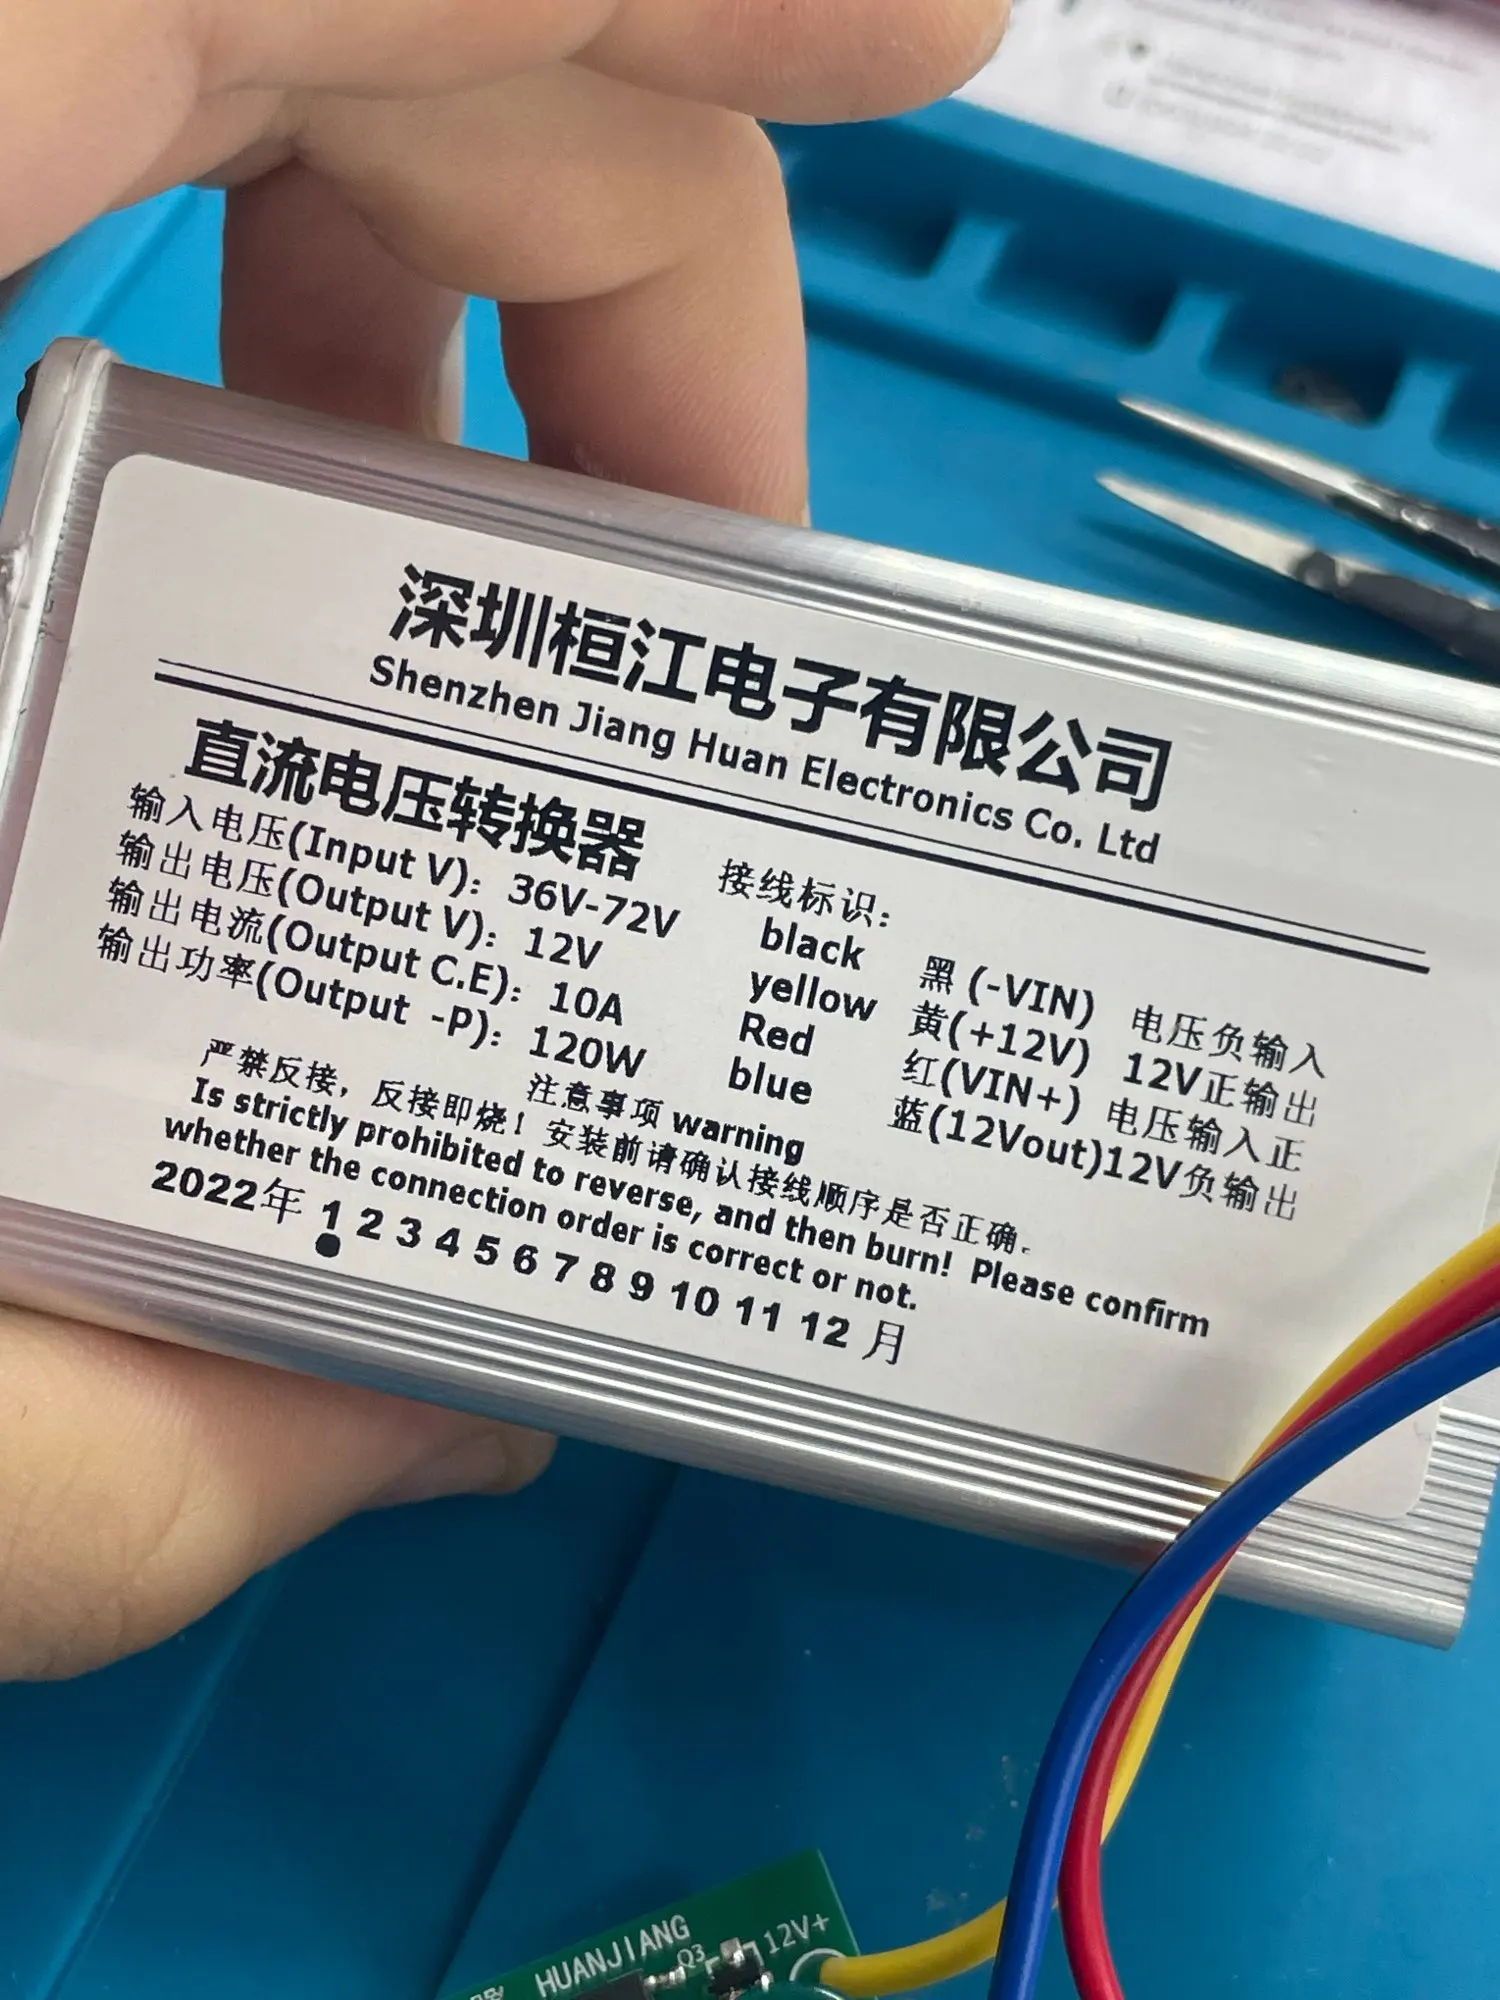 深圳桓江电子有限公司
Shenzhen Jiang Huan Electronics Co. Ltd
直流电压转换器
输入电压(Input V): 36V-72V
输出电压(Output V): 12V
输出电流(Output C.E): 10A
输出功率(Output -P): 120W
接线标识:
black 黑 (-VIN) 电压负输入
yellow 黄(+12V) 12V正输出
Red 红(VIN+) 电压输入正
blue 蓝(12Vout)12V负输出
注意事项 warning
严禁反接，反接即烧！安装前请确认接线顺序是否正确.
Is strictly prohibited to reverse, and then burn! Please confirm
whether the connection order is correct or not.
2022年 1 2 3 4 5 6 7 8 9 10 11 12 月
HUANJIANG
Q3
12V+